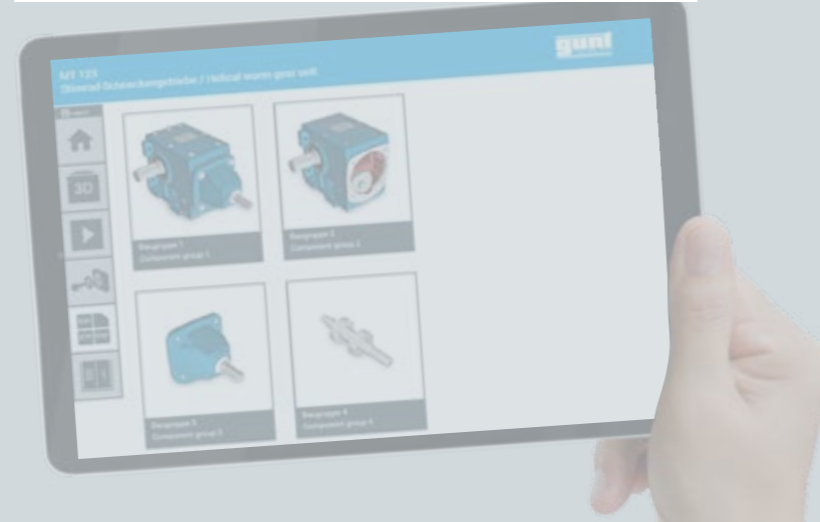 MT 123
Stirnrad-Schneckengetriebe / Helical worm gear unit
gunt
3D
Baugruppe 1
Component group 1
Baugruppe 2
Component group 2
Baugruppe 3
Component group 3
Baugruppe 4
Component group 4